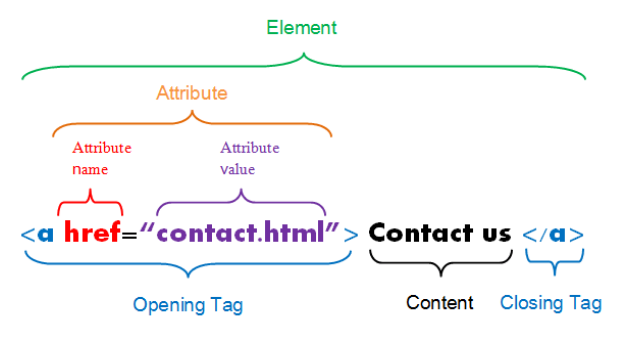 Element
Attribute
Attribute name
Attribute value
<a href=“contact.html”> Contact us </a>
Opening Tag
Content
Closing Tag